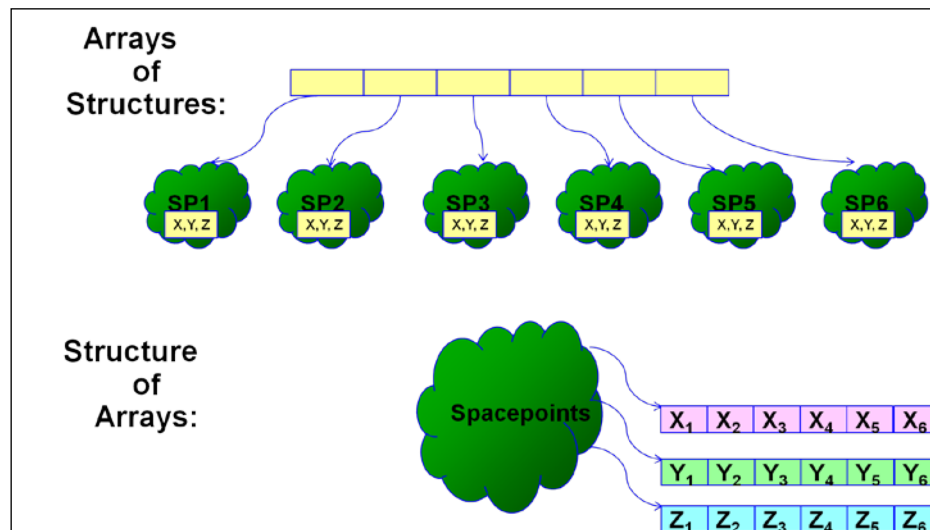 Arrays
of
Structures:
SP1 SP2 SP3 SP4 SP5 SP6
X,Y, Z X,Y, Z X,Y, Z X,Y, Z X,Y, Z X,Y, Z
Structure
of
Arrays:
Spacepoints
X₁ X₂ X₃ X₄ X₅ X₆
Y₁ Y₂ Y₃ Y₄ Y₅ Y₆
Z₁ Z₂ Z₃ Z₄ Z₅ Z₆